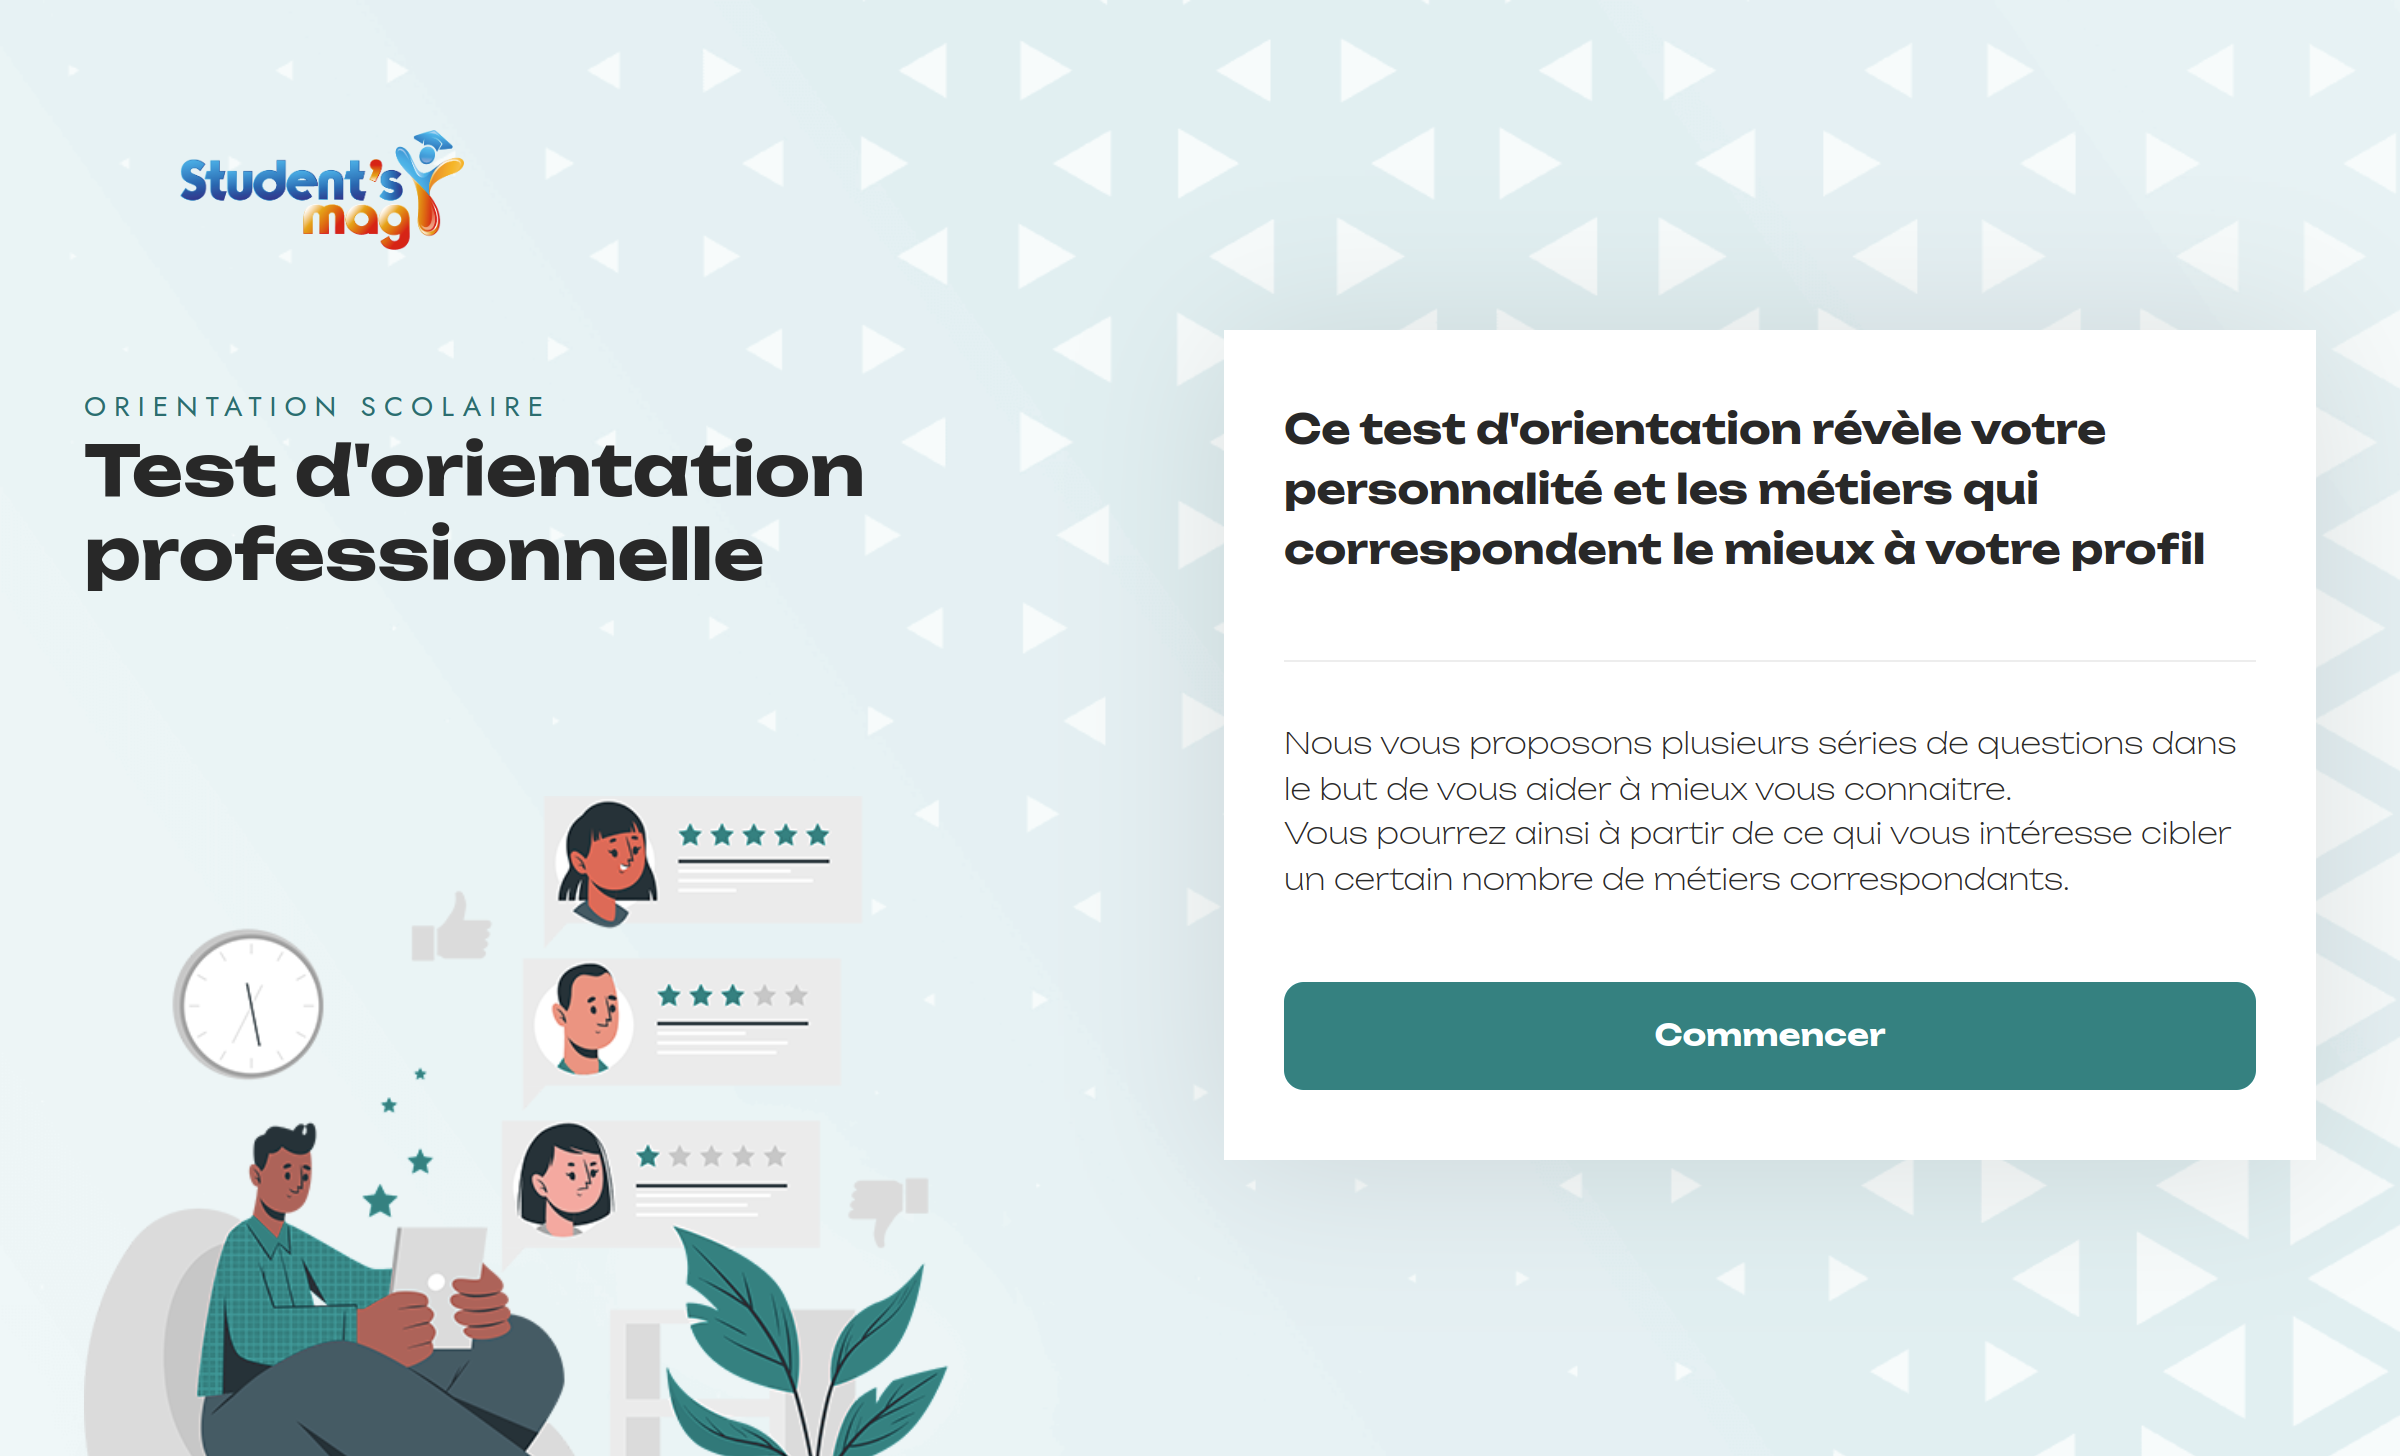 Student's
mag
ORIENTATION SCOLAIRE
Test d'orientation
professionnelle
Ce test d'orientation révèle votre
personnalité et les métiers qui
correspondent le mieux à votre profil
Nous vous proposons plusieurs séries de questions dans
le but de vous aider à mieux vous connaitre.
Vous pourrez ainsi à partir de ce qui vous intéresse cibler
un certain nombre de métiers correspondants.
Commencer